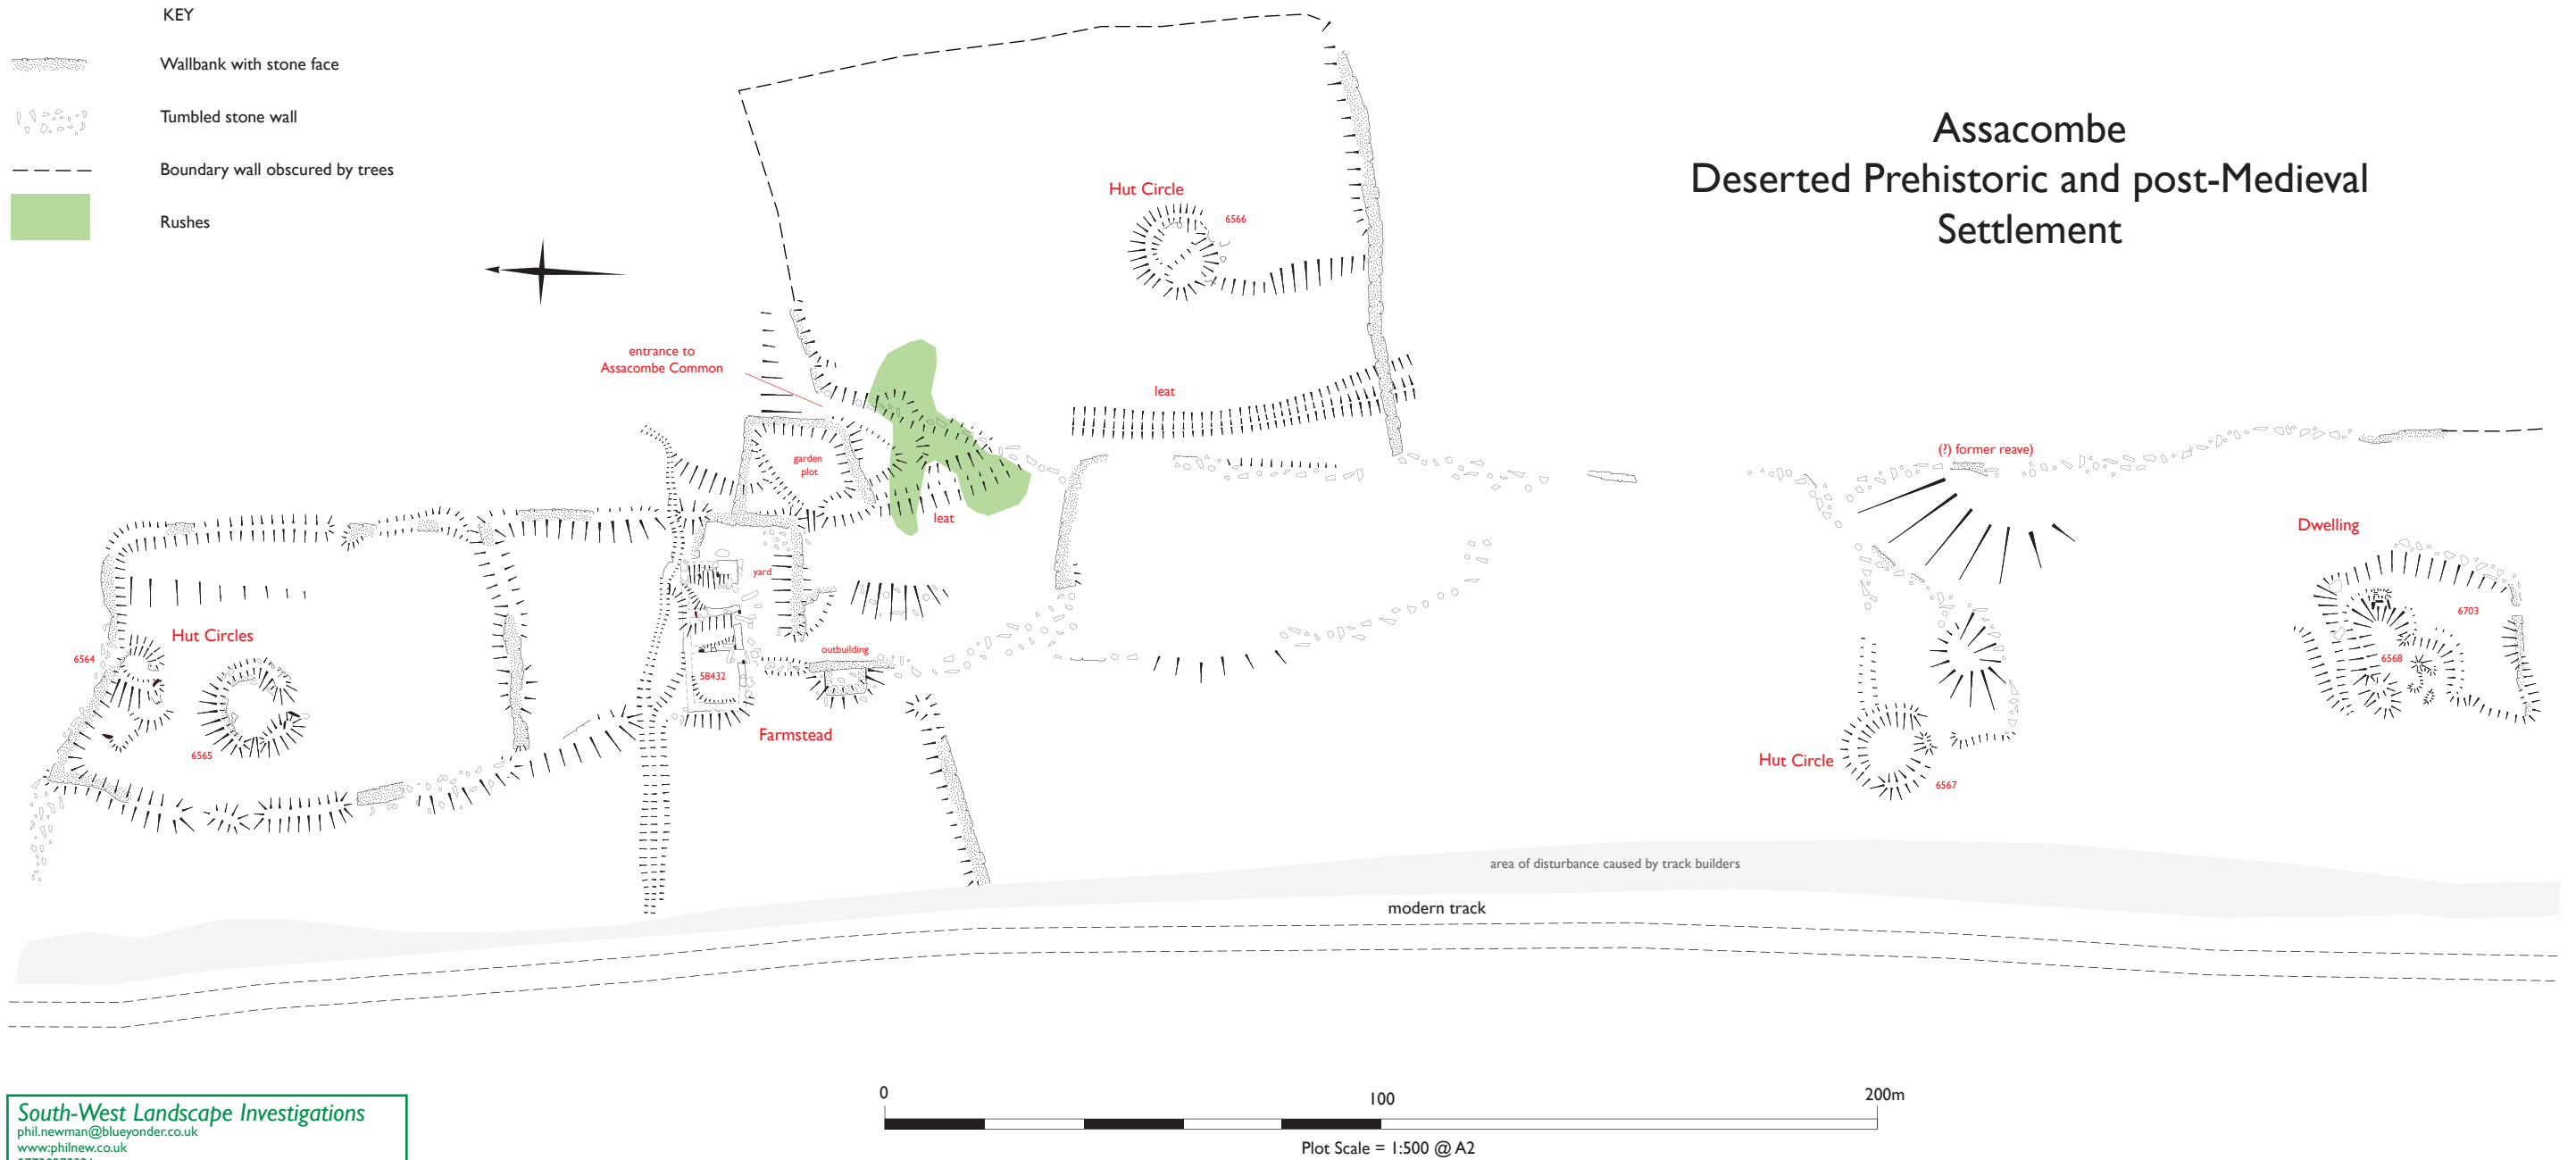 KEY
Wallbank with stone face
Tumbled stone wall
Boundary wall obscured by trees
Rushes
Assacombe
Deserted Prehistoric and post-Medieval
Settlement
Hut Circle
6566
entrance to
Assacombe Common
leat
garden
plot
leat
(?) former reave)
Dwelling
6703
6568
yard
Hut Circles
6564
6565
outbuilding
58432
Farmstead
Hut Circle
6567
area of disturbance caused by track builders
modern track
0
100
200m
Plot Scale = 1:500 @ A2
South-West Landscape Investigations
phil.newman@blueyonder.co.uk
www:philnew.co.uk